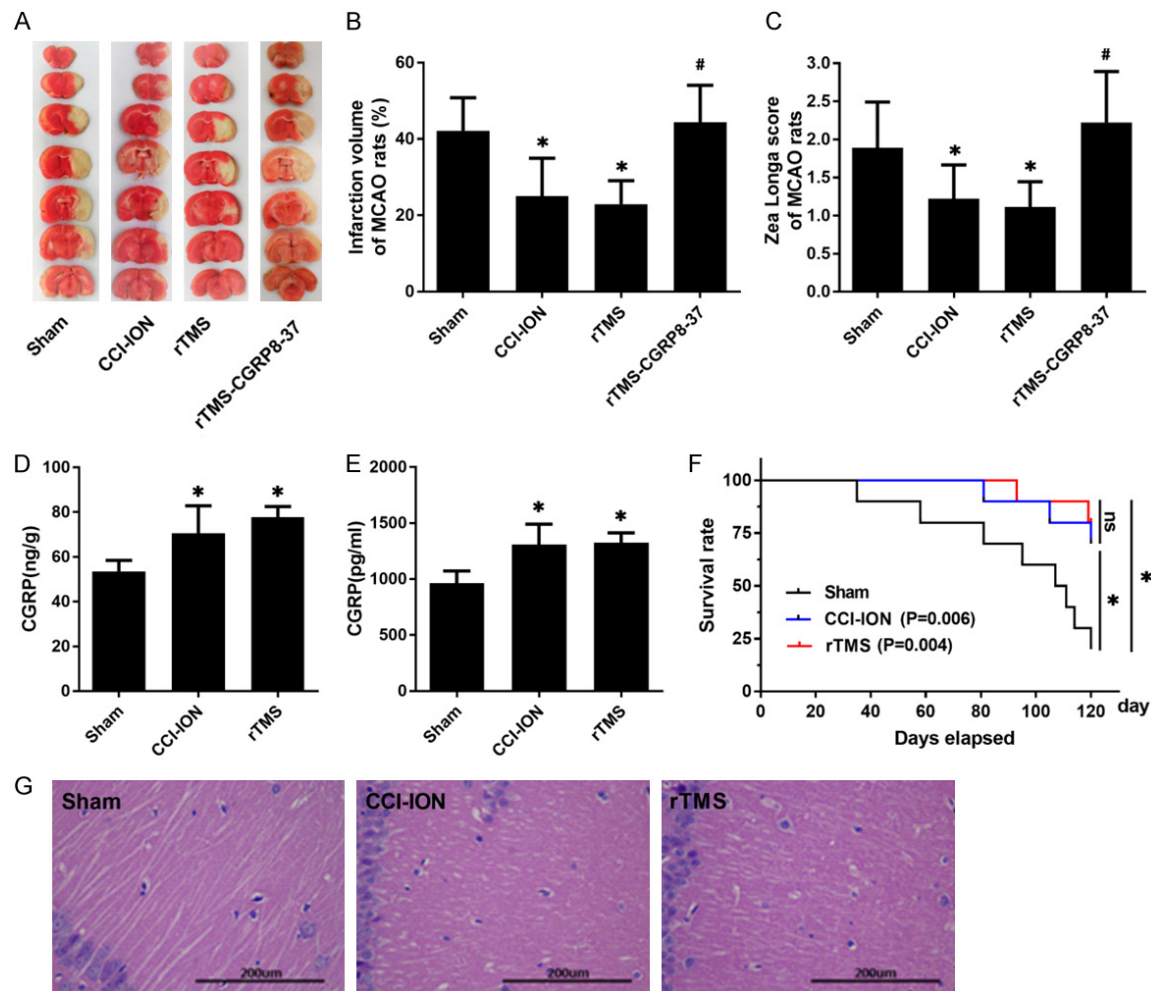 A
Sham
CCI-ION
rTMS
rTMS-CGRP8-37
B
Infarction volume
of MCAO rats (%)
60
40
20
0
*
*
#
Sham
CCI-ION
rTMS
rTMS-CGRP8-37
C
Zea Longa score
of MCAO rats
3.0
2.5
2.0
1.5
1.0
0.5
0.0
*
*
#
Sham
CCI-ION
rTMS
rTMS-CGRP8-37
D
CGRP(ng/g)
100
80
60
40
20
0
*
*
Sham
CCI-ION
rTMS
E
CGRP(pg/ml)
2000
1500
1000
500
0
*
*
Sham
CCI-ION
rTMS
F
Survival rate
100
75
50
25
0
Sham
CCI-ION (P=0.006)
rTMS (P=0.004)
ns
*
*
0 20 40 60 80 100 120 day
Days elapsed
G
Sham
200um
CCI-ION
200um
rTMS
200um